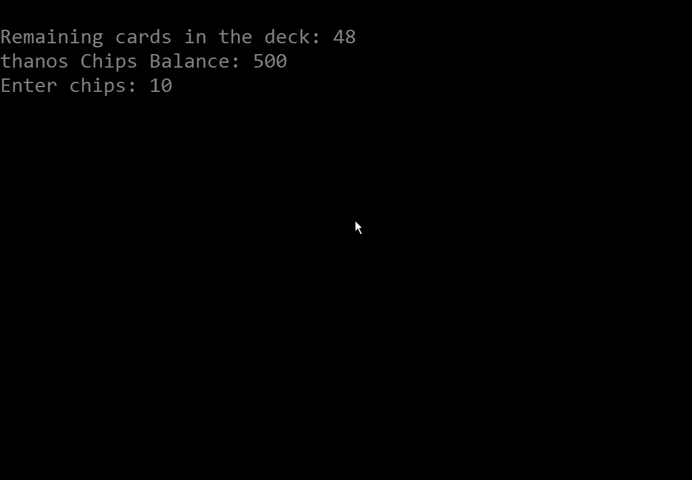 Remaining cards in the deck: 48
thanos Chips Balance: 500
Enter chips: 10